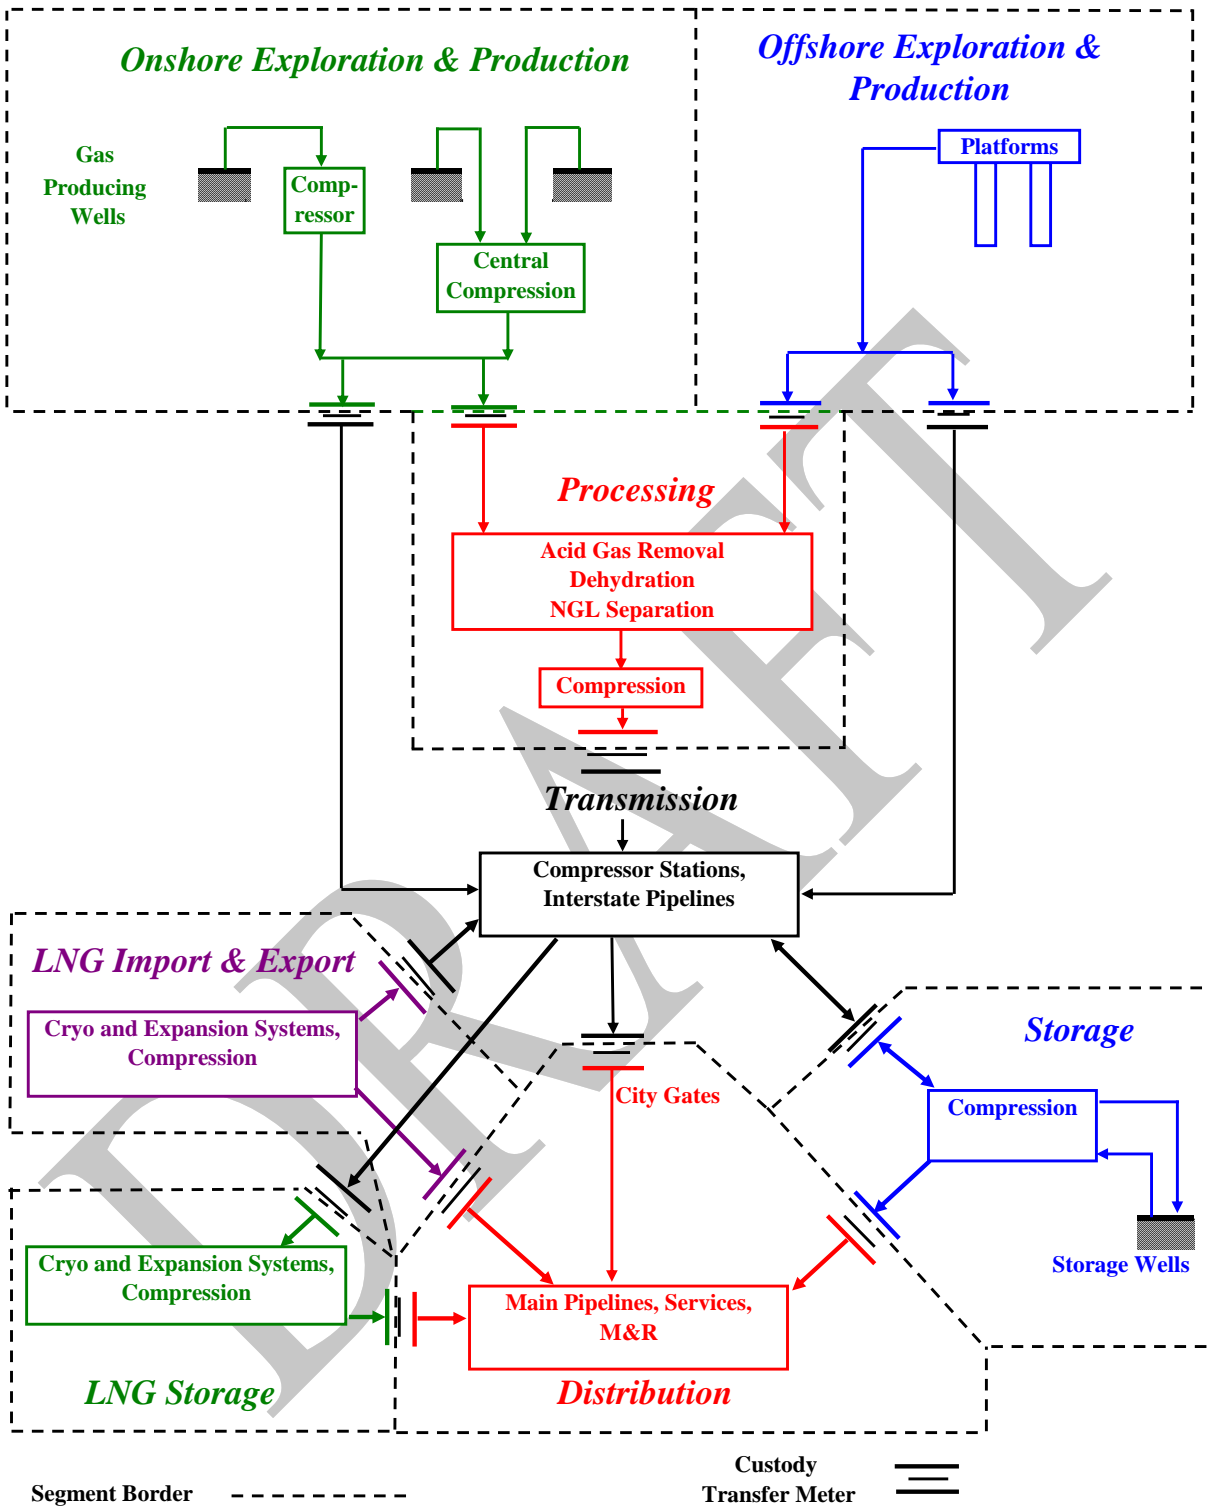 Onshore Exploration & Production
Offshore Exploration &
Production
Gas
Producing
Wells
Comp-
ressor
Central
Compression
Platforms
Processing
Acid Gas Removal
Dehydration
NGL Separation
Compression
Transmission
Compressor Stations,
Interstate Pipelines
LNG Import & Export
Cryo and Expansion Systems,
Compression
Storage
City Gates
Compression
Storage Wells
Cryo and Expansion Systems,
Compression
LNG Storage
Main Pipelines, Services,
M&R
Distribution
Segment Border
Custody
Transfer Meter
DRAFT